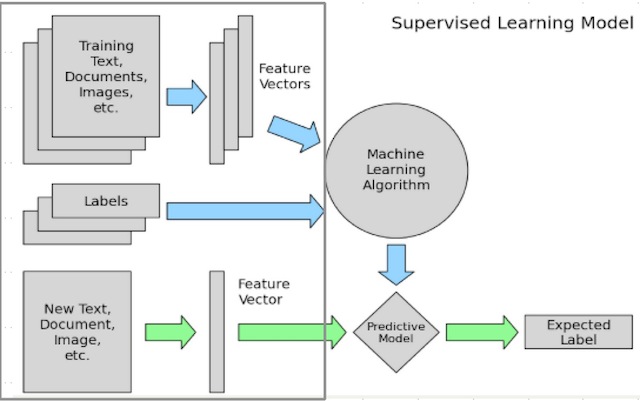 Supervised Learning Model
Training
Text,
Documents,
Images,
etc.
Feature
Vectors
Machine
Learning
Algorithm
Labels
New Text,
Document,
Image,
etc.
Feature
Vector
Predictive
Model
Expected
Label